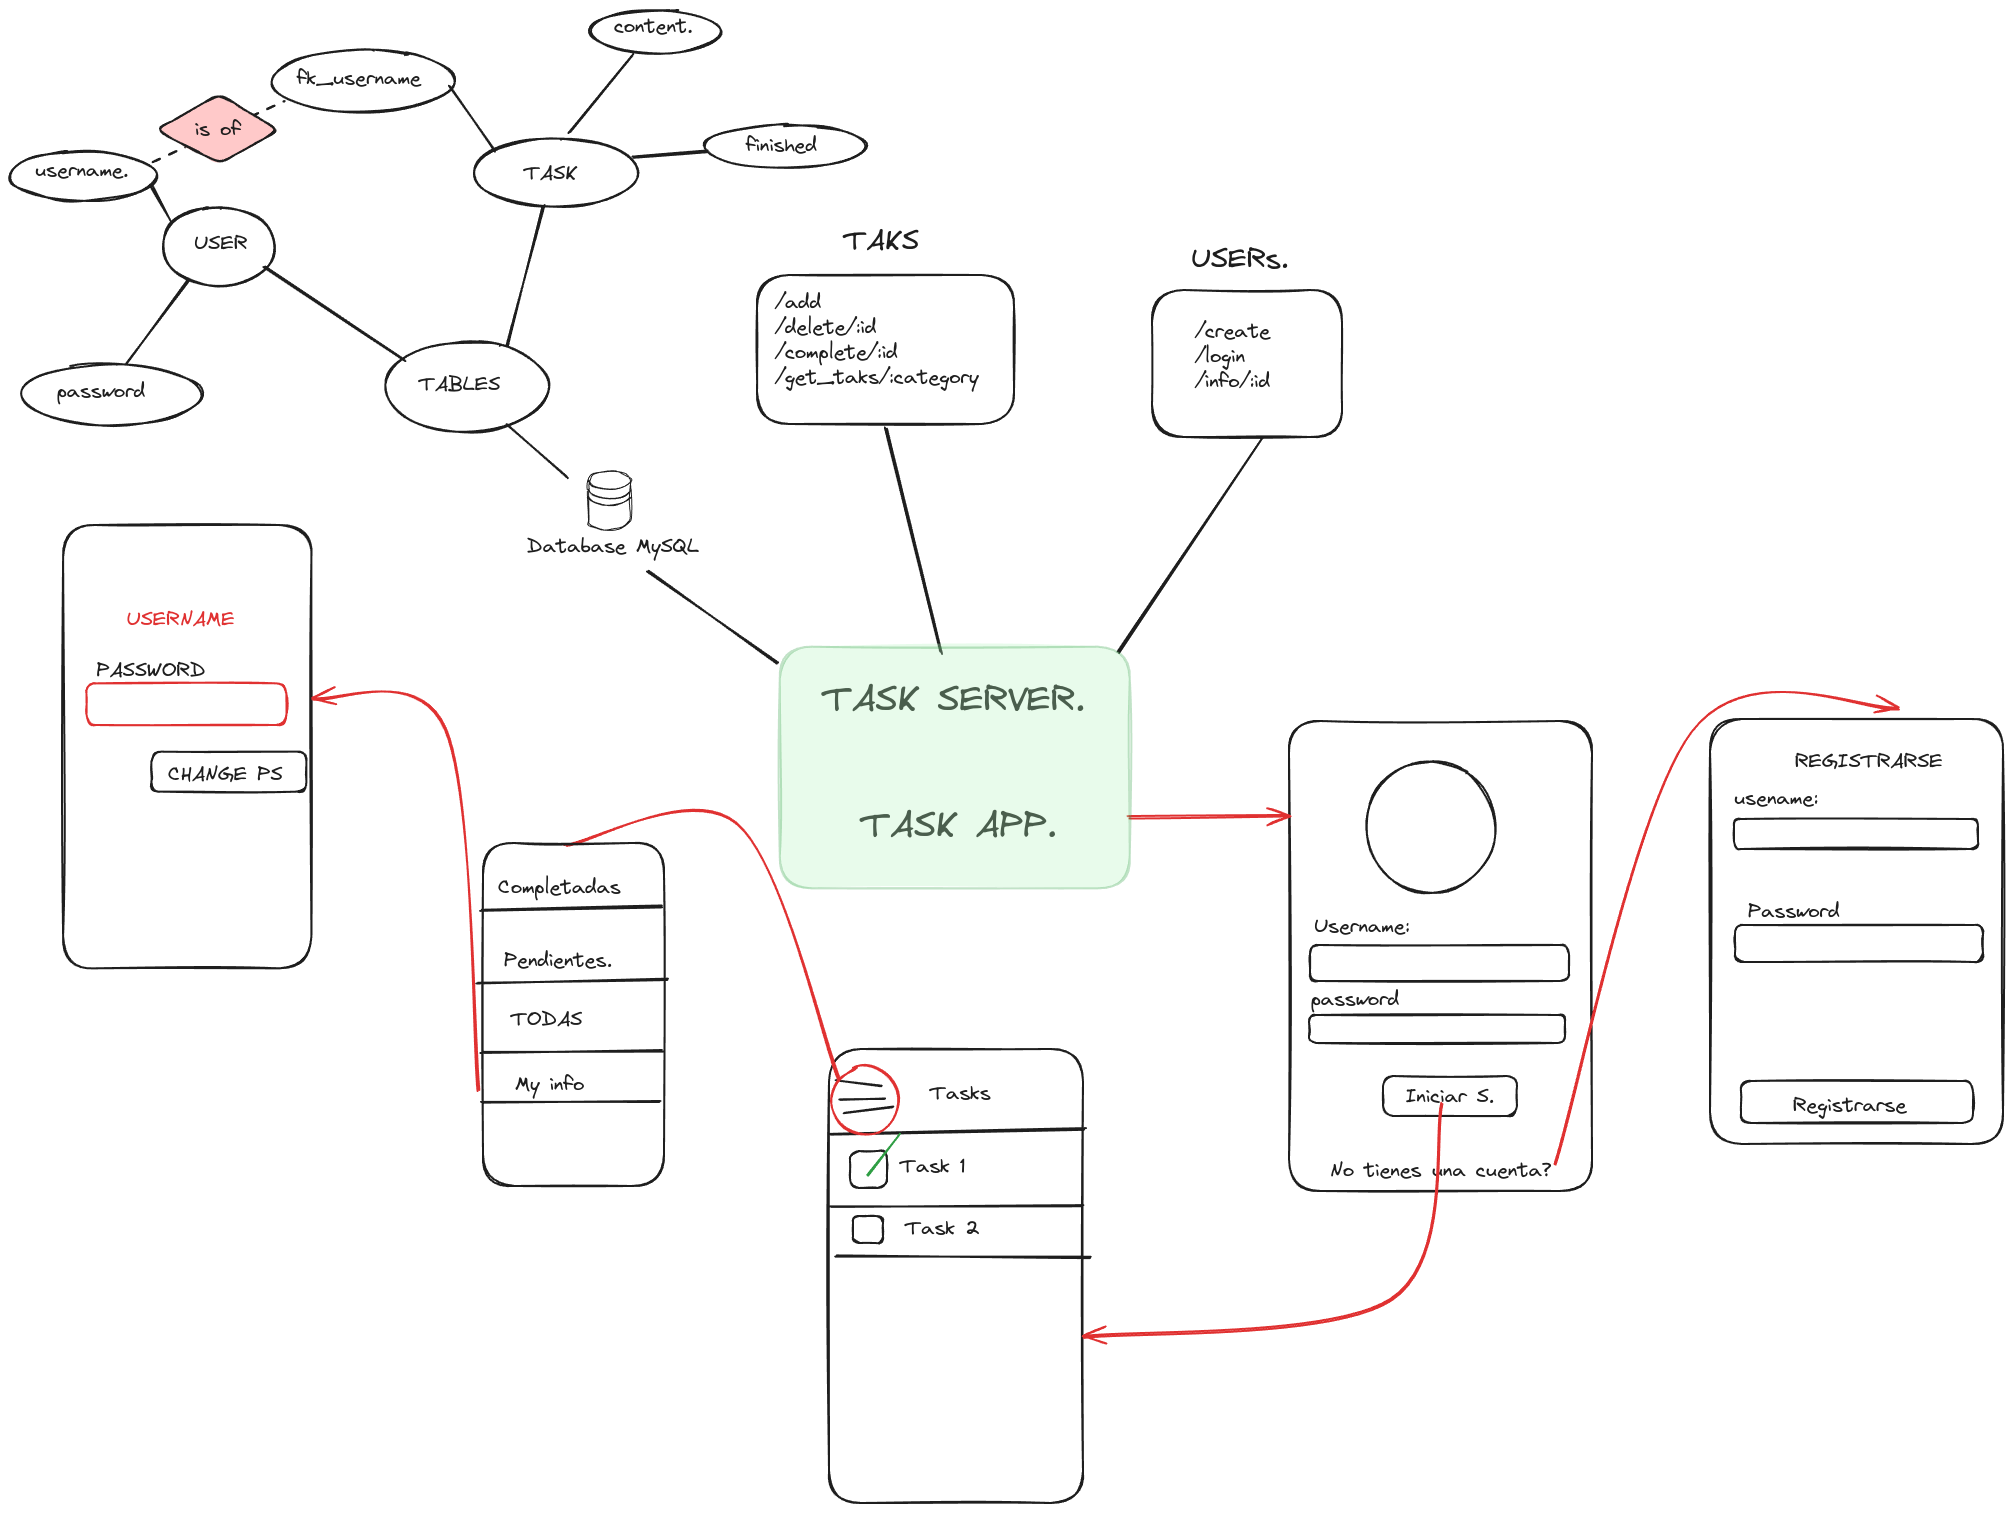 content.
fk_username
is of
finished
username.
TASK
USER
TABLES
password
Database MySQL
TAKS
/add
/delete/:id
/complete/:id
/get_taks/:category
USERs.
/create
/login
/info/:id
TASK SERVER.
TASK APP.
USERNAME
PASSWORD
CHANGE PS
Completadas
Pendientes.
TODAS
My info
Tasks
Task 1
Task 2
Username:
password
Iniciar S.
No tienes una cuenta?
REGISTRARSE
usename:
Password
Registrarse